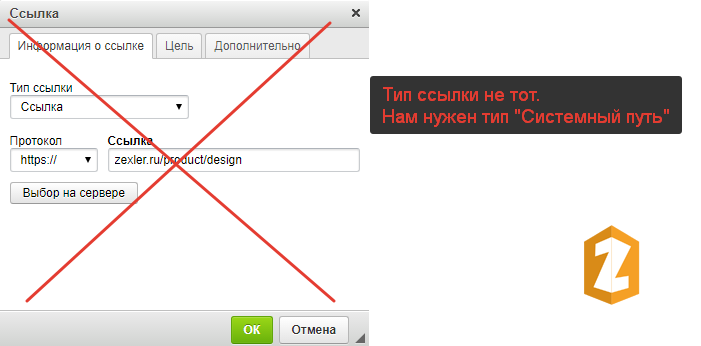 Ссылка
Информация о ссылке Цель Дополнительно
Тип ссылки
Ссылка
Тип ссылки не тот.
Нам нужен тип "Системный путь"
Протокол Ссылка
https:// zexler.ru/product/design
Выбор на сервере
ОК Отмена